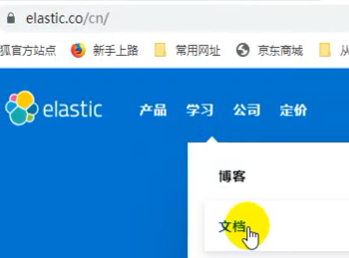 elastic.co/cn/
狐官方站点 新手上路 常用网址 京东商城 从
elastic 产品 学习 公司 定价
博客
文档